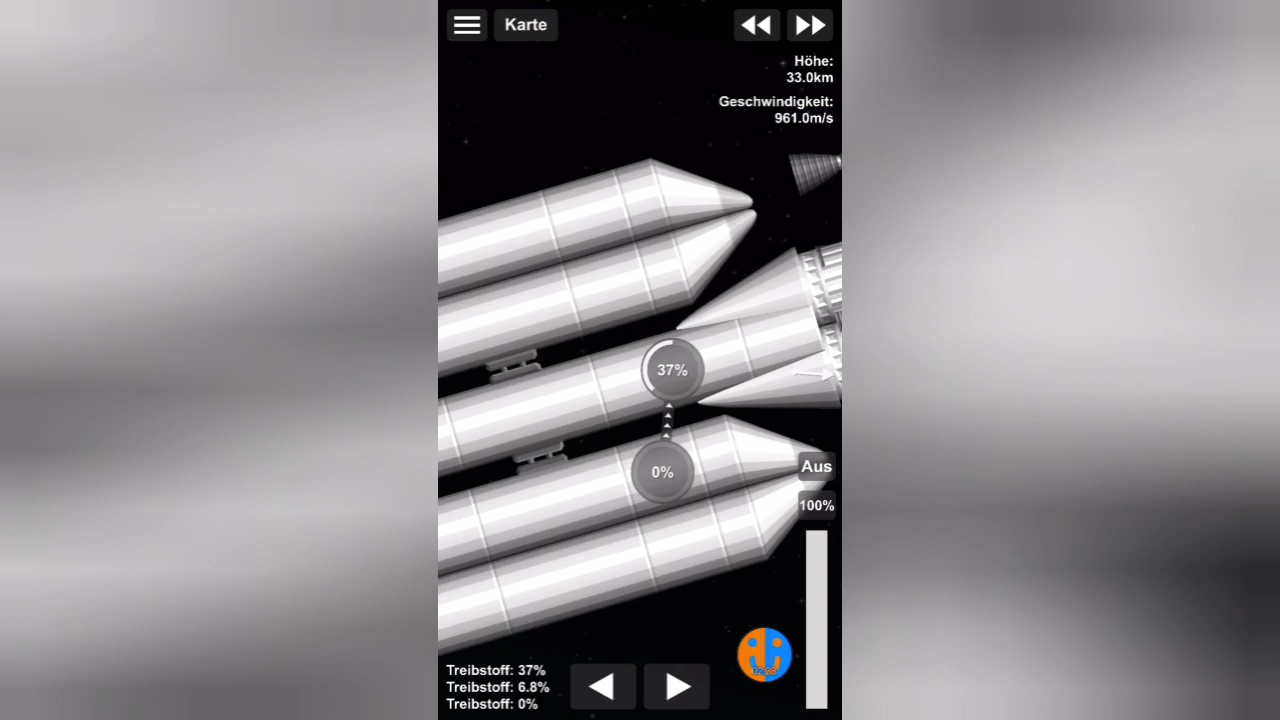 Karte
Höhe:
33.0km
Geschwindigkeit:
961.0m/s
37%
0%
Aus
100%
Treibstoff: 37%
Treibstoff: 6.8%
Treibstoff: 0%